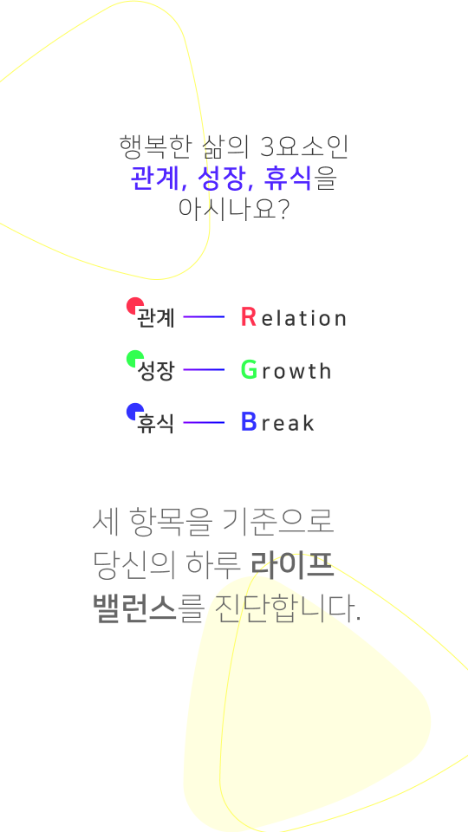 행복한 삶의 3요소인
관계, 성장, 휴식을
아시나요?
관계 Relation
성장 Growth
휴식 Break
세 항목을 기준으로
당신의 하루 라이프
밸런스를 진단합니다.